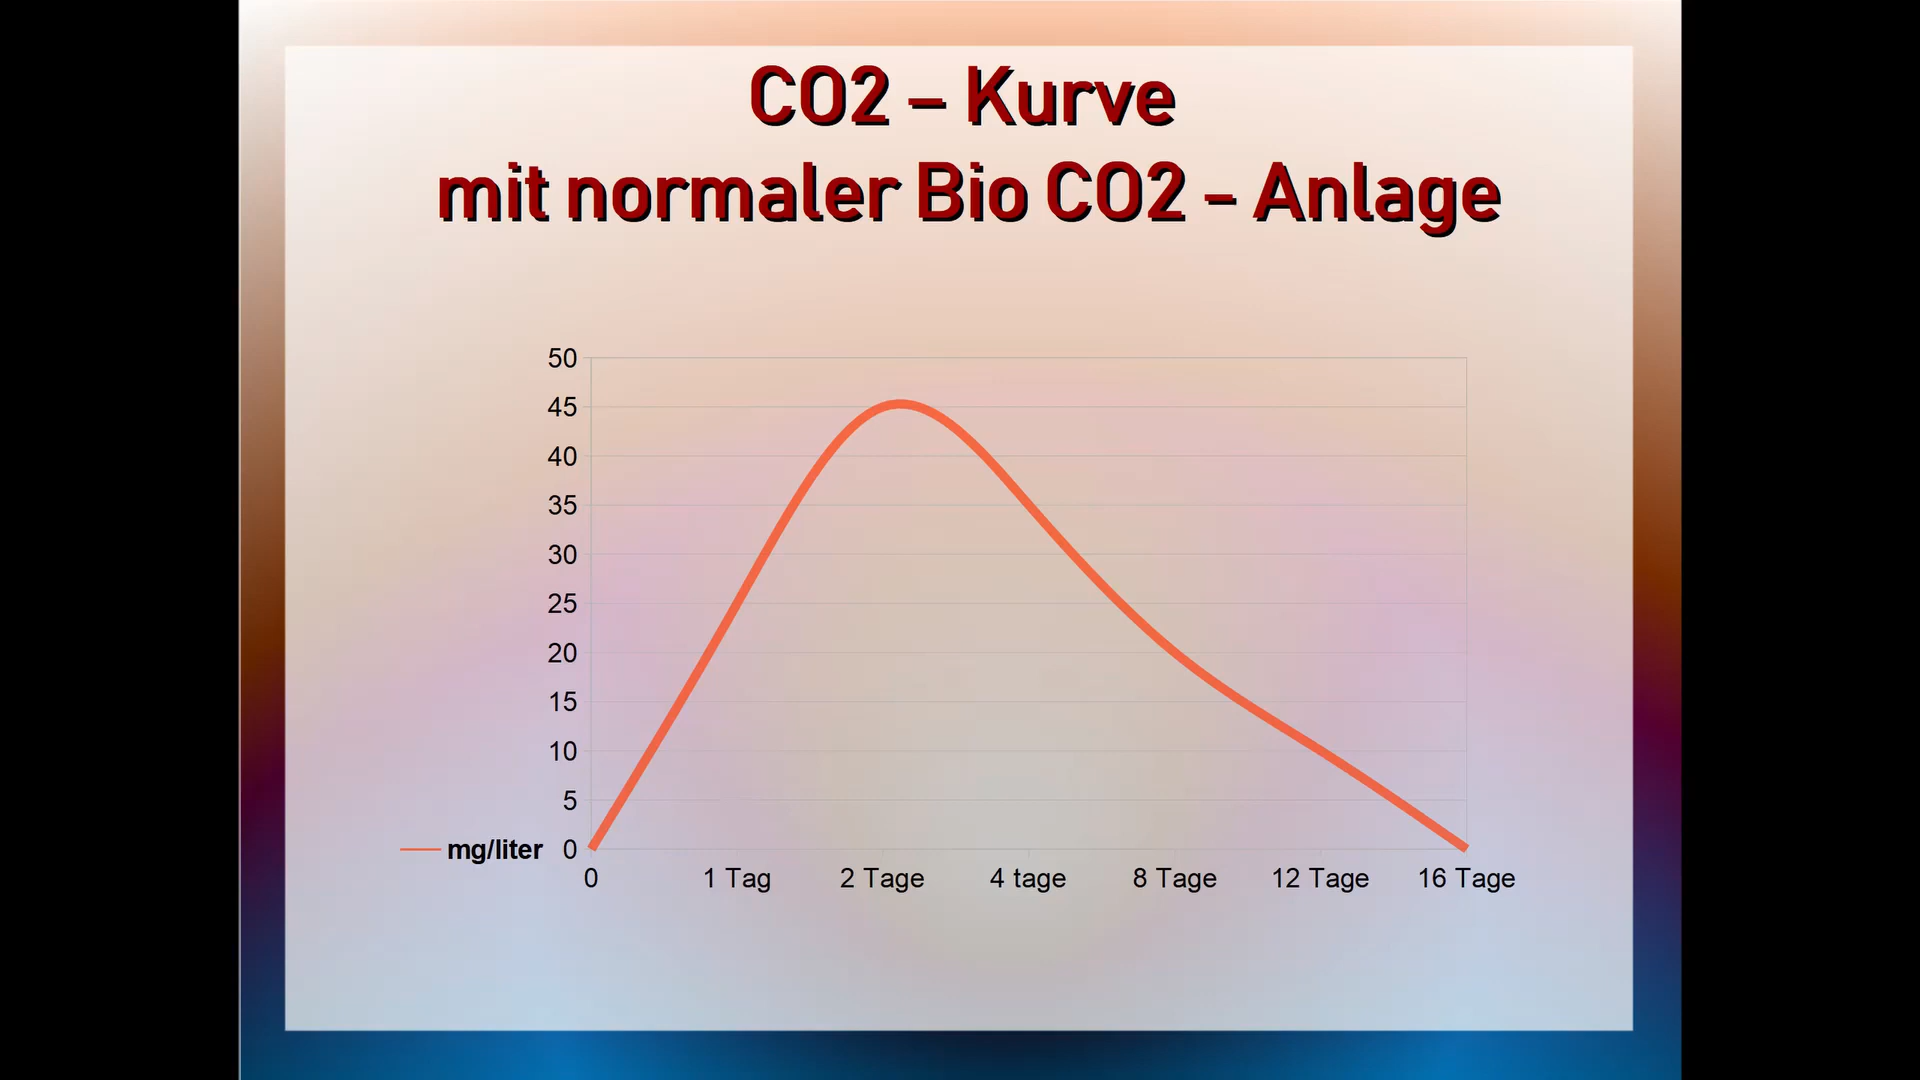 CO2 – Kurve
mit normaler Bio CO2 - Anlage
50
45
40
35
30
25
20
15
10
5
mg/liter 0
0 1 Tag 2 Tage 4 tage 8 Tage 12 Tage 16 Tage